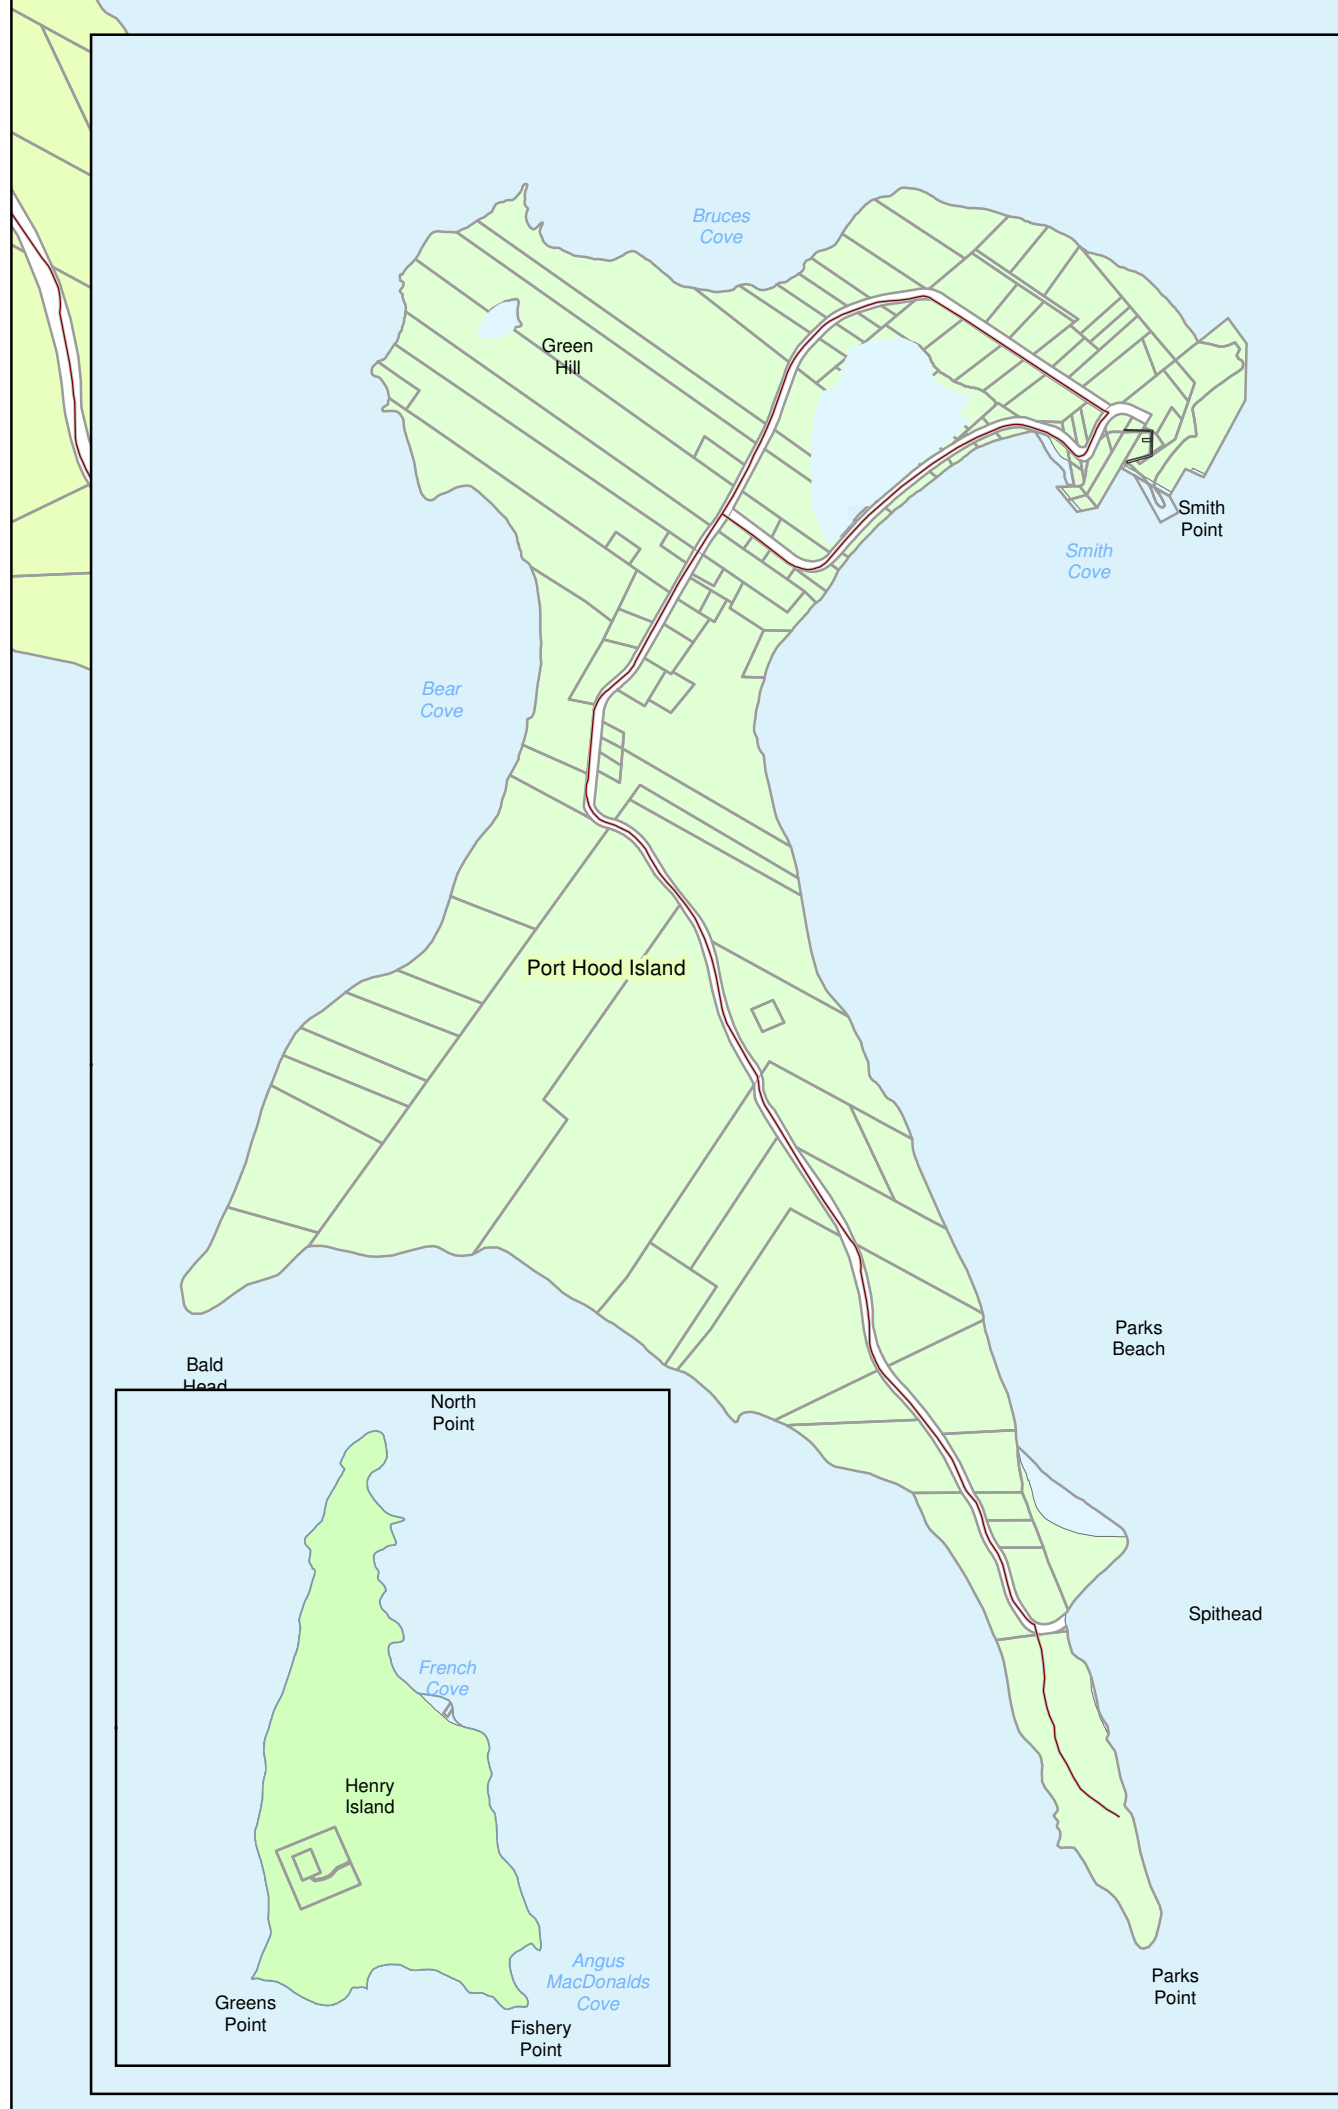 Bruces
Cove
Green
Hill
Smith
Point
Smith
Cove
Bear
Cove
Port Hood Island
Parks
Beach
Bald
Head
North
Point
Spithead
French
Cove
Henry
Island
Angus
MacDonalds
Cove
Parks
Point
Greens
Point
Fishery
Point